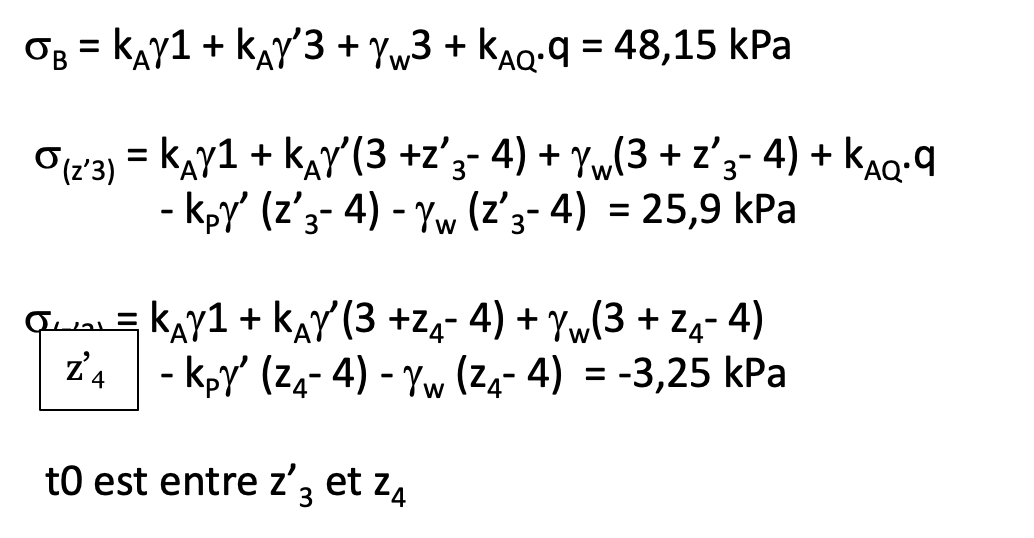 σB = kAγ1 + kAγ’3 + γw3 + kAQ.q = 48,15 kPa
σ(z’3) = kAγ1 + kAγ’(3 +z’3- 4) + γw(3 + z’3- 4) + kAQ.q
- kPγ’ (z’3- 4) - γw (z’3- 4) = 25,9 kPa
σ = kAγ1 + kAγ’(3 +z4- 4) + γw(3 + z4- 4)
z’4
- kPγ’ (z4- 4) - γw (z4- 4) = -3,25 kPa
t0 est entre z’3 et z4